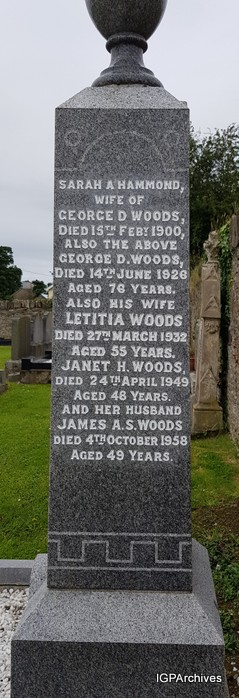 SARAH A HAMMOND,
WIFE OF
GEORGE D WOODS,
DIED 15TH FEBY 1900,
ALSO THE ABOVE
GEORGE D. WOODS,
DIED 14TH JUNE 1926
AGED 76 YEARS.
ALSO HIS WIFE
LETITIA WOODS
DIED 27TH MARCH 1932
AGED 55 YEARS.
JANET H. WOODS,
DIED 24TH APRIL 1949
AGED 46 YEARS.
AND HER HUSBAND
JAMES A.S. WOODS
DIED 4TH OCTOBER 1958
AGED 49 YEARS.
IGPArchives